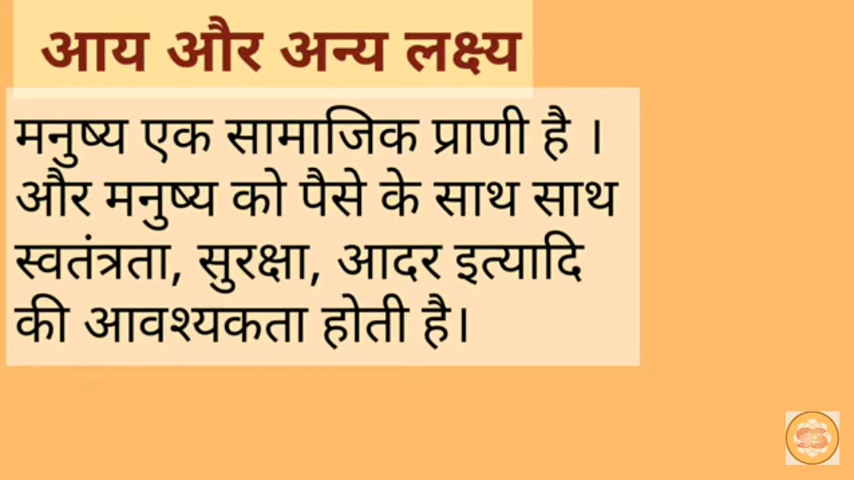 आय और अन्य लक्ष्य
मनुष्य एक सामाजिक प्राणी है ।
और मनुष्य को पैसे के साथ साथ
स्वतंत्रता, सुरक्षा, आदर इत्यादि
की आवश्यकता होती है।